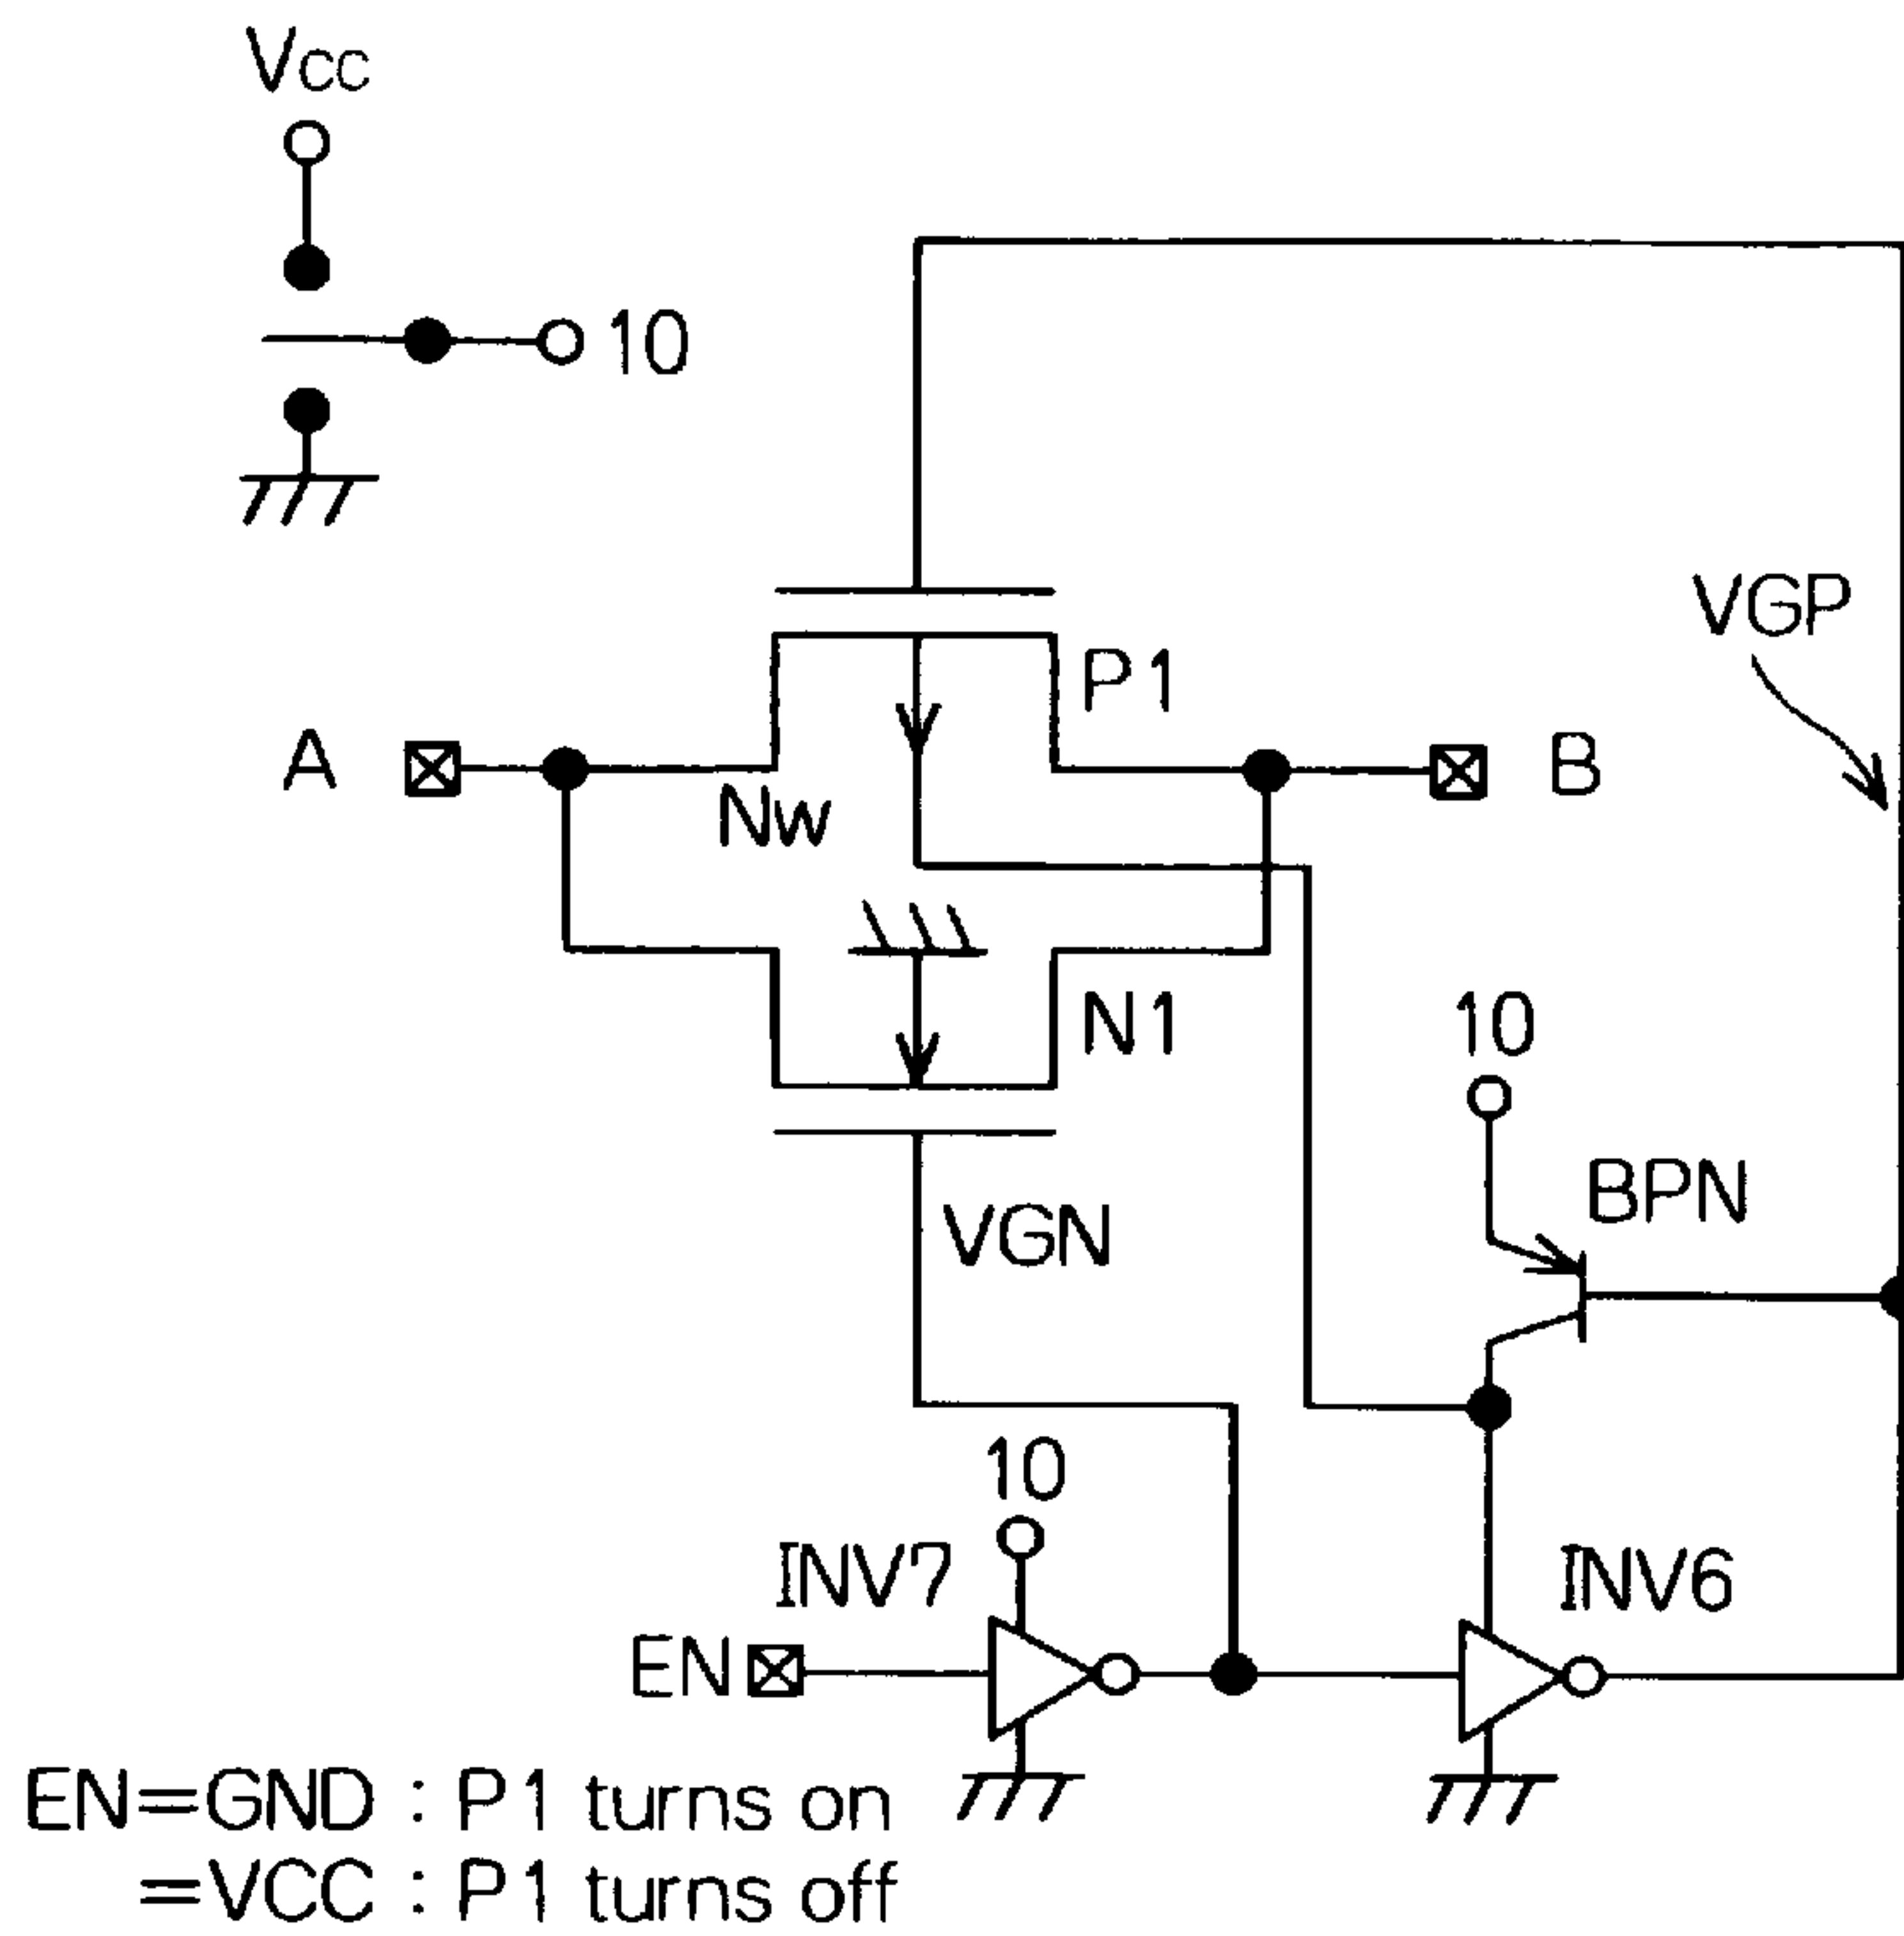 Vcc
10
VGP
P1
A
B
Nw
N1
10
BPN
VGN
10
INV7
INV6
EN
EN=GND : P1 turns on
=VCC : P1 turns off